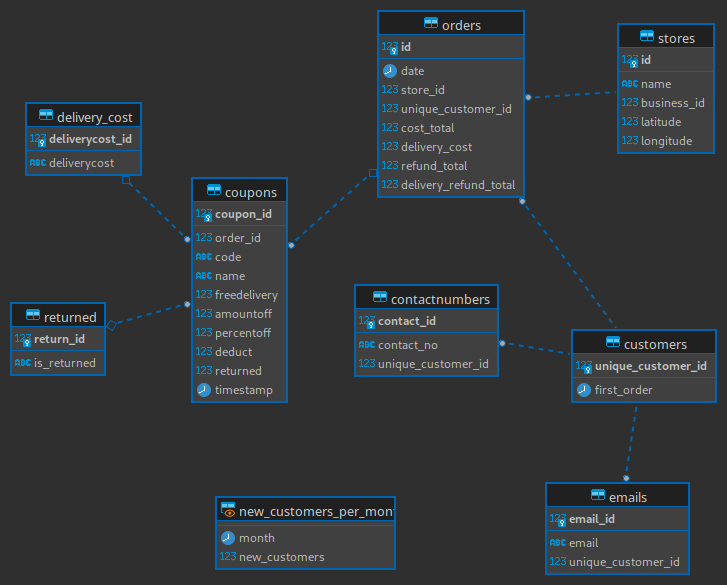 orders
123 id
date
123 store_id
123 unique_customer_id
123 cost_total
123 delivery_cost
123 refund_total
123 delivery_refund_total
stores
123 id
ABC name
123 business_id
123 latitude
123 longitude
delivery_cost
123 deliverycost_id
ABC deliverycost
coupons
123 coupon_id
123 order_id
ABC code
ABC name
123 freedelivery
123 amountoff
123 percentoff
123 deduct
123 returned
timestamp
returned
123 return_id
ABC is_returned
contactnumbers
123 contact_id
ABC contact_no
123 unique_customer_id
customers
123 unique_customer_id
first_order
new_customers_per_mon
month
123 new_customers
emails
123 email_id
ABC email
123 unique_customer_id